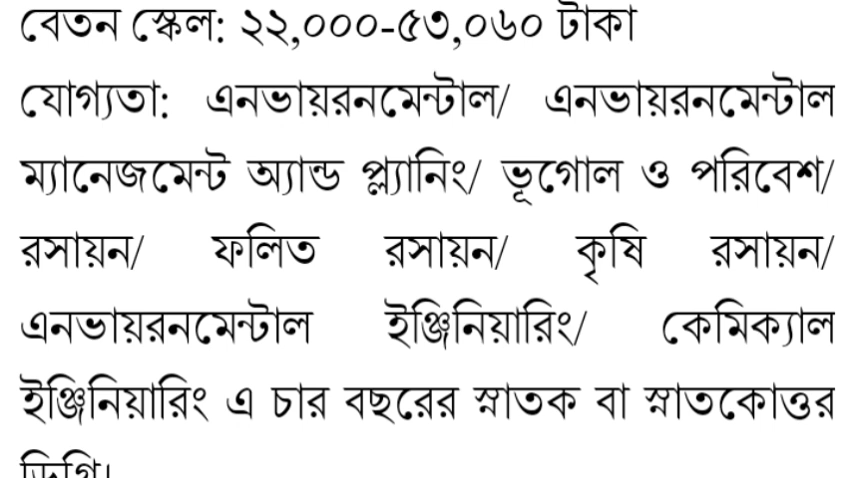 বেতন স্কেল: ২২,০০০-৫৩,০৬০ টাকা
যোগ্যতা: এনভায়রনমেন্টাল/ এনভায়রনমেন্টাল
ম্যানেজমেন্ট অ্যান্ড প্ল্যানিং/ ভূগোল ও পরিবেশ/
রসায়ন/ ফলিত রসায়ন/ কৃষি রসায়ন/
এনভায়রনমেন্টাল ইঞ্জিনিয়ারিং/ কেমিক্যাল
ইঞ্জিনিয়ারিং এ চার বছরের স্নাতক বা স্নাতকোত্তর
ডিগ্রি।